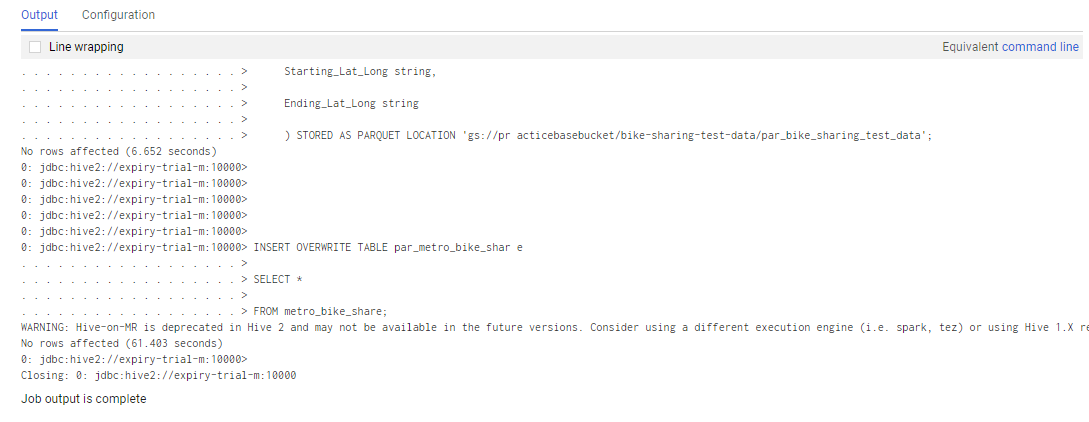 Output Configuration
Line wrapping Equivalent command line
. . . . . . . . . . . . . . . . . . > Starting_Lat_Long string,
. . . . . . . . . . . . . . . . . . >
. . . . . . . . . . . . . . . . . . > Ending_Lat_Long string
. . . . . . . . . . . . . . . . . . >
. . . . . . . . . . . . . . . . . . > ) STORED AS PARQUET LOCATION 'gs://pr acticebasebucket/bike-sharing-test-data/par_bike_sharing_test_data';
No rows affected (6.652 seconds)
0: jdbc:hive2://expiry-trial-m:10000>
0: jdbc:hive2://expiry-trial-m:10000>
0: jdbc:hive2://expiry-trial-m:10000>
0: jdbc:hive2://expiry-trial-m:10000>
0: jdbc:hive2://expiry-trial-m:10000>
0: jdbc:hive2://expiry-trial-m:10000> INSERT OVERWRITE TABLE par_metro_bike_shar e
. . . . . . . . . . . . . . . . . . >
. . . . . . . . . . . . . . . . . . > SELECT *
. . . . . . . . . . . . . . . . . . >
. . . . . . . . . . . . . . . . . . > FROM metro_bike_share;
WARNING: Hive-on-MR is deprecated in Hive 2 and may not be available in the future versions. Consider using a different execution engine (i.e. spark, tez) or using Hive 1.X re
No rows affected (61.403 seconds)
0: jdbc:hive2://expiry-trial-m:10000>
Closing: 0: jdbc:hive2://expiry-trial-m:10000
Job output is complete